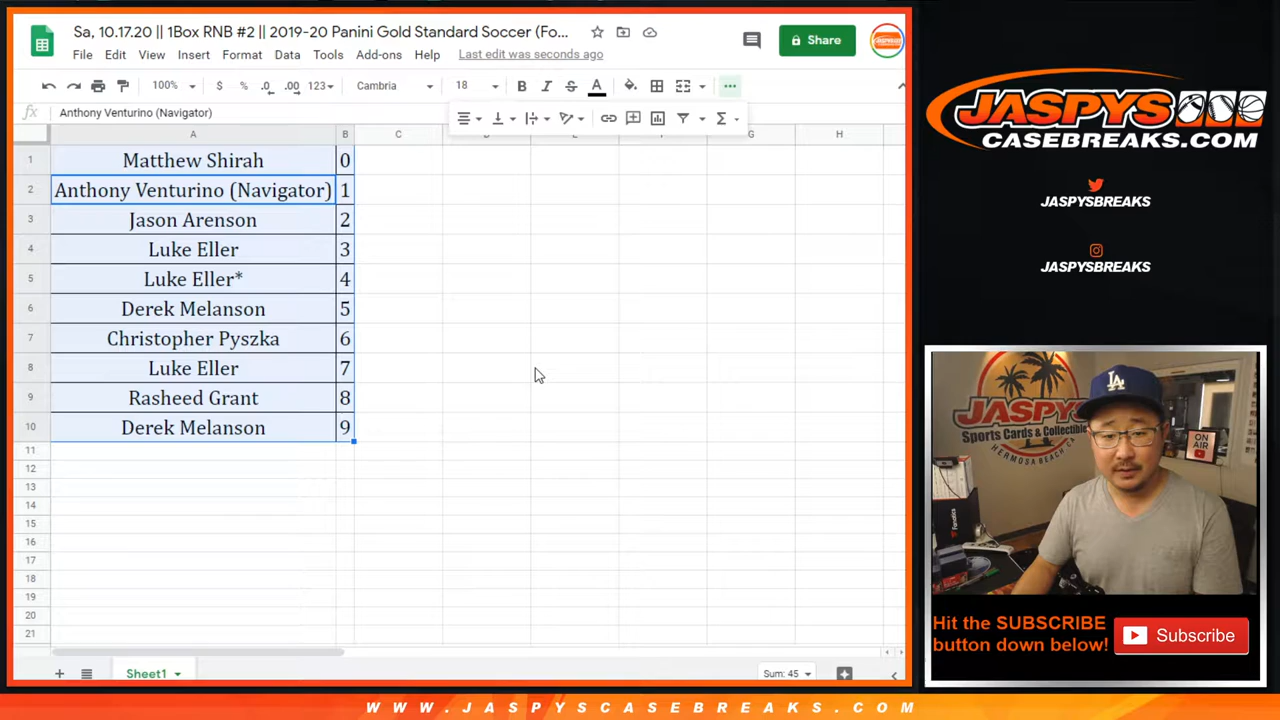 Sa, 10.17.20 || 1Box RNB #2 || 2019-20 Panini Gold Standard Soccer (Fo...
Share
File Edit View Insert Format Data Tools Add-ons Help Last edit was seconds ago
100% $ % .0 .00 123 Cambria 18 B I S A
fx Anthony Venturino (Navigator)
A B C G H
1 Matthew Shirah 0
2 Anthony Venturino (Navigator) 1
3 Jason Arenson 2
4 Luke Eller 3
5 Luke Eller* 4
6 Derek Melanson 5
7 Christopher Pyszka 6
8 Luke Eller 7
9 Rasheed Grant 8
10 Derek Melanson 9
11
12
13
14
15
16
17
18
19
20
21
Sheet1
Sum: 45
JASPYS
CASEBREAKS.COM
JASPYSBREAKS
JASPYSBREAKS
JASPYS
Sports Cards & Collectibles
HERMOSA BEACH CA
ON AIR
Fanatics
LA
Hit the SUBSCRIBE
button down below!
Subscribe
WWW.JASPYSCASEBREAKS.COM